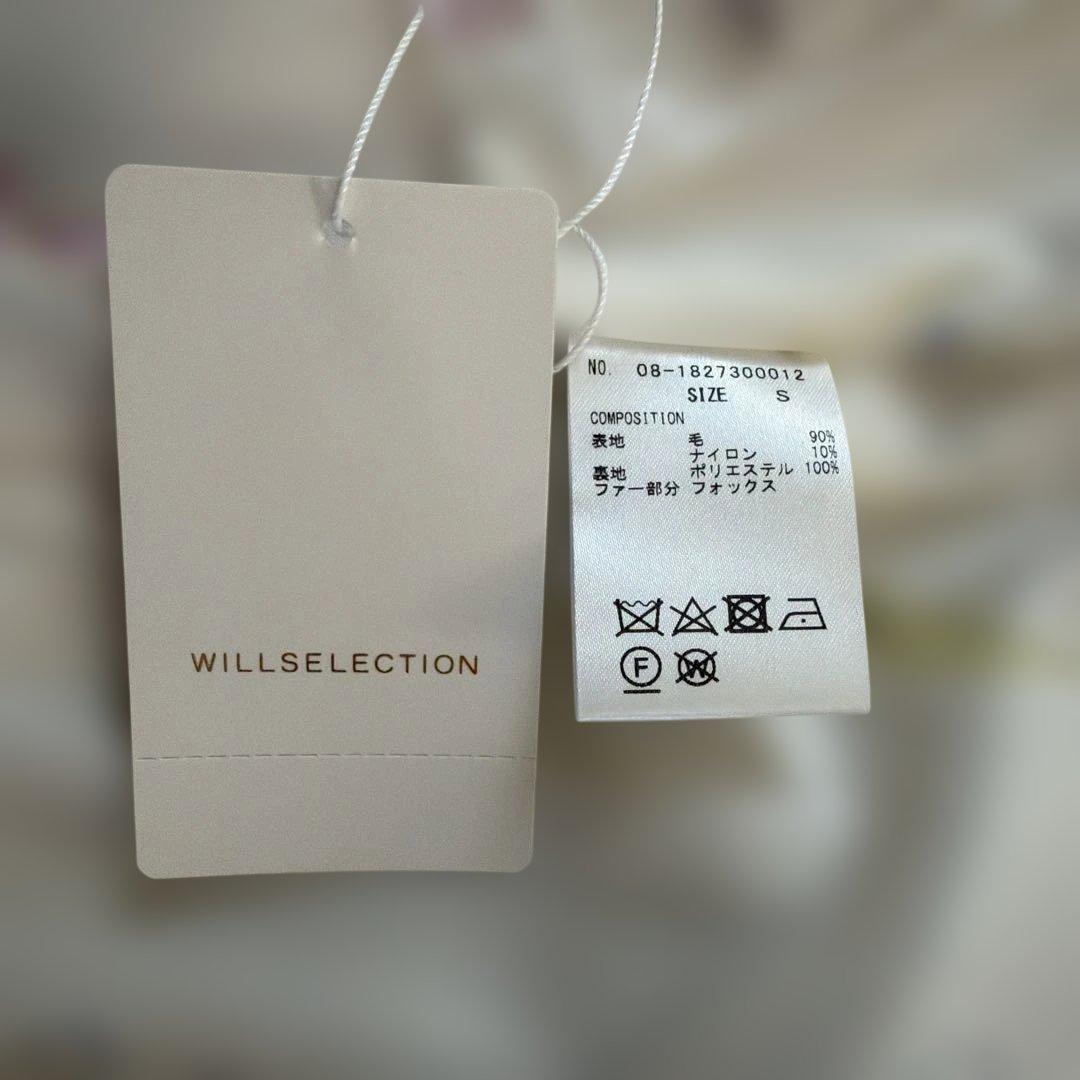 WILLSELECTION
NO. 08-1827300012
SIZE S
COMPOSITION
表地 毛 90%
ナイロン 10%
裏地 ポリエステル 100%
ファー部分 フォックス
F W